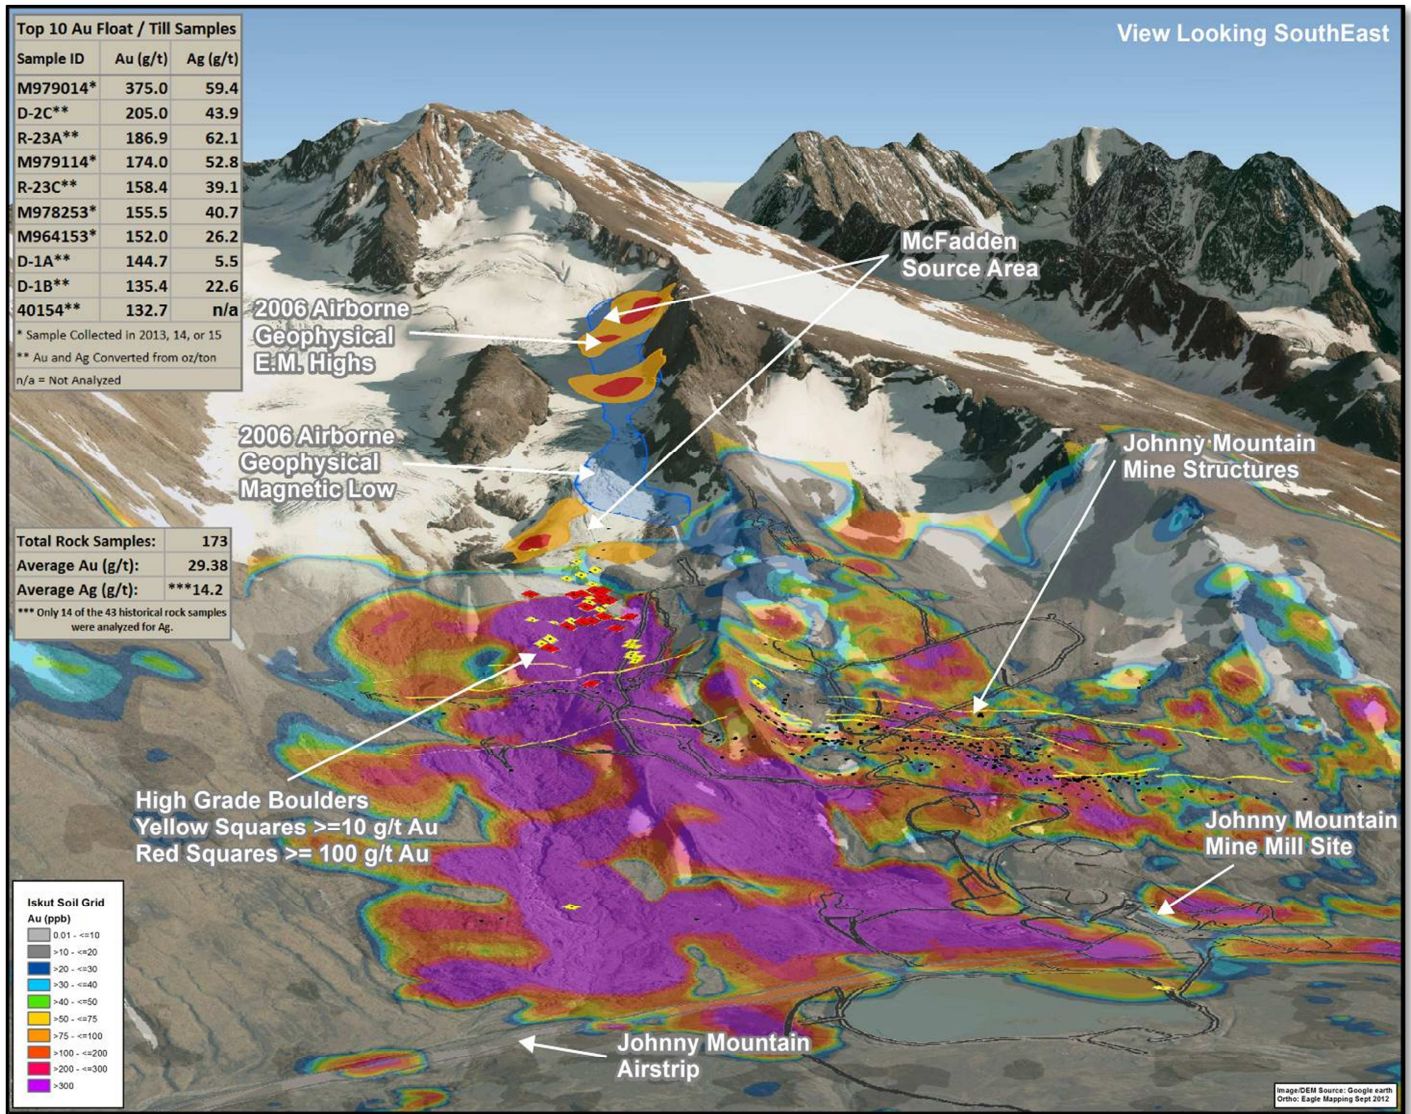 Top 10 Au Float / Till Samples
Sample ID Au (g/t) Ag (g/t)
M979014* 375.0 59.4
D-2C** 205.0 43.9
R-23A** 186.9 62.1
M979114* 174.0 52.8
R-23C** 158.4 39.1
M978253* 155.5 40.7
M964153* 152.0 26.2
D-1A** 144.7 5.5
D-1B** 135.4 22.6
40154** 132.7 n/a
* Sample Collected in 2013, 14, or 15
** Au and Ag Converted from oz/ton
n/a = Not Analyzed
View Looking SouthEast
McFadden
Source Area
2006 Airborne
Geophysical
E.M. Highs
2006 Airborne
Geophysical
Magnetic Low
Johnny Mountain
Mine Structures
Total Rock Samples: 173
Average Au (g/t): 29.38
Average Ag (g/t): ***14.2
*** Only 14 of the 43 historical rock samples
were analyzed for Ag.
High Grade Boulders
Yellow Squares >=10 g/t Au
Red Squares >= 100 g/t Au
Johnny Mountain
Mine Mill Site
Iskut Soil Grid
Au (ppb)
0.01 - <=10
>10 - <=20
>20 - <=30
>30 - <=40
>40 - <=50
>50 - <=75
>75 - <=100
>100 - <=200
>200 - <=300
>300
Johnny Mountain
Airstrip
Image/DEM Source: Google earth
Ortho: Eagle Mapping Sept 2012